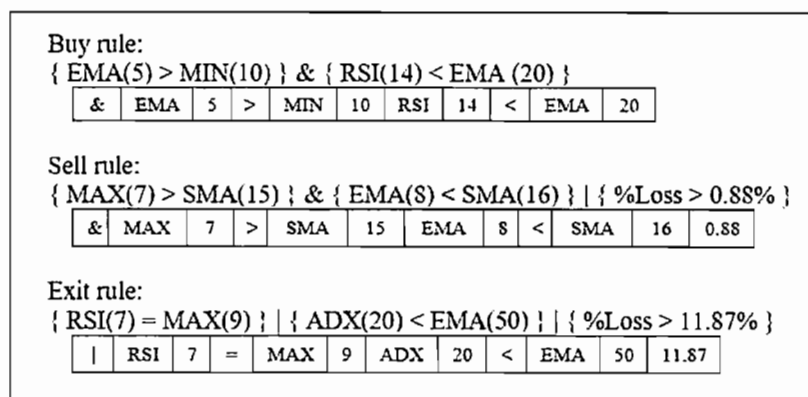 Buy rule:
{ EMA(5) > MIN(10) } & { RSI(14) < EMA (20) }
& EMA 5 > MIN 10 RSI 14 < EMA 20
Sell rule:
{ MAX(7) > SMA(15) } & { EMA(8) < SMA(16) } | { %Loss > 0.88% }
& MAX 7 > SMA 15 EMA 8 < SMA 16 0.88
Exit rule:
{ RSI(7) = MAX(9) } | { ADX(20) < EMA(50) } | { %Loss > 11.87% }
| RSI 7 = MAX 9 ADX 20 < EMA 50 11.87